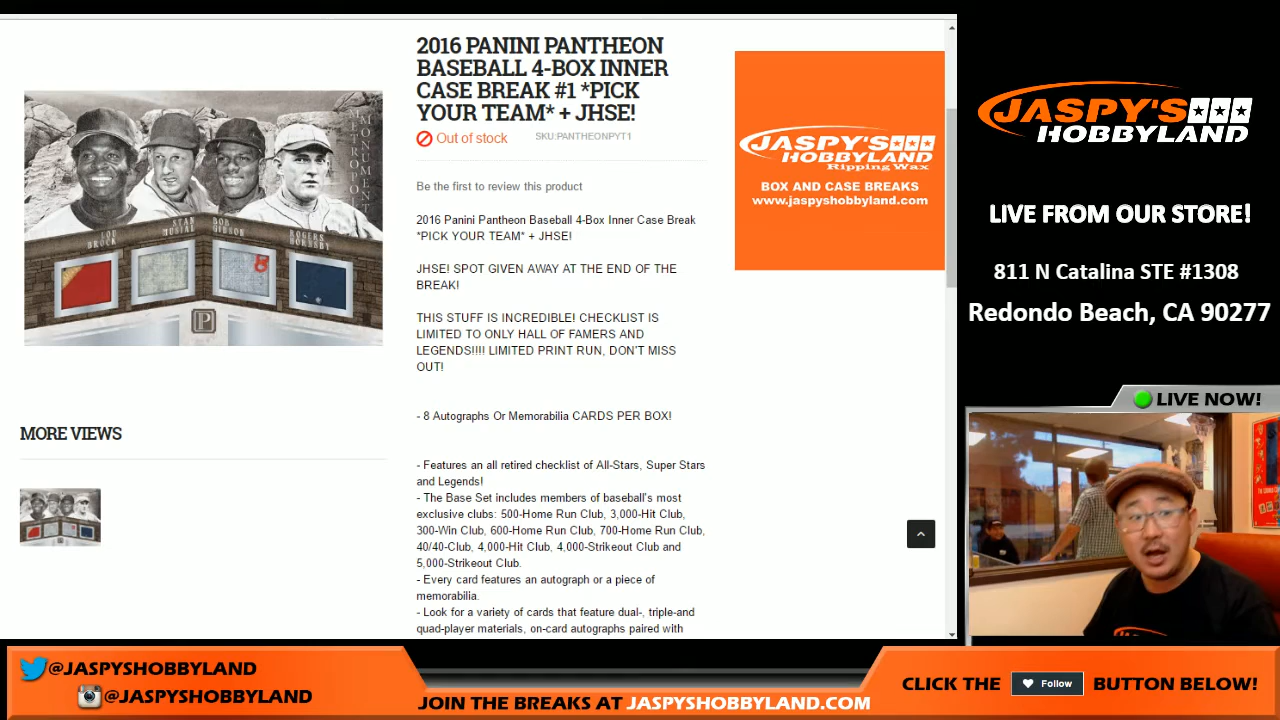 2016 PANINI PANTHEON
BASEBALL 4-BOX INNER
CASE BREAK #1 *PICK
YOUR TEAM* + JHSE!
Out of stock
SKU:PANTHEONPYT1
Be the first to review this product
2016 Panini Pantheon Baseball 4-Box Inner Case Break
*PICK YOUR TEAM* + JHSE!
JHSE! SPOT GIVEN AWAY AT THE END OF THE
BREAK!
THIS STUFF IS INCREDIBLE! CHECKLIST IS
LIMITED TO ONLY HALL OF FAMERS AND
LEGENDS!!!! LIMITED PRINT RUN, DON'T MISS
OUT!
- 8 Autographs Or Memorabilia CARDS PER BOX!
- Features an all retired checklist of All-Stars, Super Stars
and Legends!
- The Base Set includes members of baseball's most
exclusive clubs: 500-Home Run Club, 3,000-Hit Club,
300-Win Club, 600-Home Run Club, 700-Home Run Club,
40/40-Club, 4,000-Hit Club, 4,000-Strikeout Club and
5,000-Strikeout Club.
- Every card features an autograph or a piece of
memorabilia.
- Look for a variety of cards that feature dual-, triple-and
quad-player materials, on-card autographs paired with
LOU
BROCK
STAN
MUSIAL
BOB
GIBSON
ROGERS
HORNSBY
MONUMENT
P
MORE VIEWS
JASPY'S
HOBBYLAND
Ripping Wax
BOX AND CASE BREAKS
www.jaspyshobbyland.com
JASPY'S
HOBBYLAND
LIVE FROM OUR STORE!
811 N Catalina STE #1308
Redondo Beach, CA 90277
LIVE NOW!
@JASPYSHOBBYLAND
@JASPYSHOBBYLAND
JOIN THE BREAKS AT JASPYSHOBBYLAND.COM
CLICK THE Follow BUTTON BELOW!